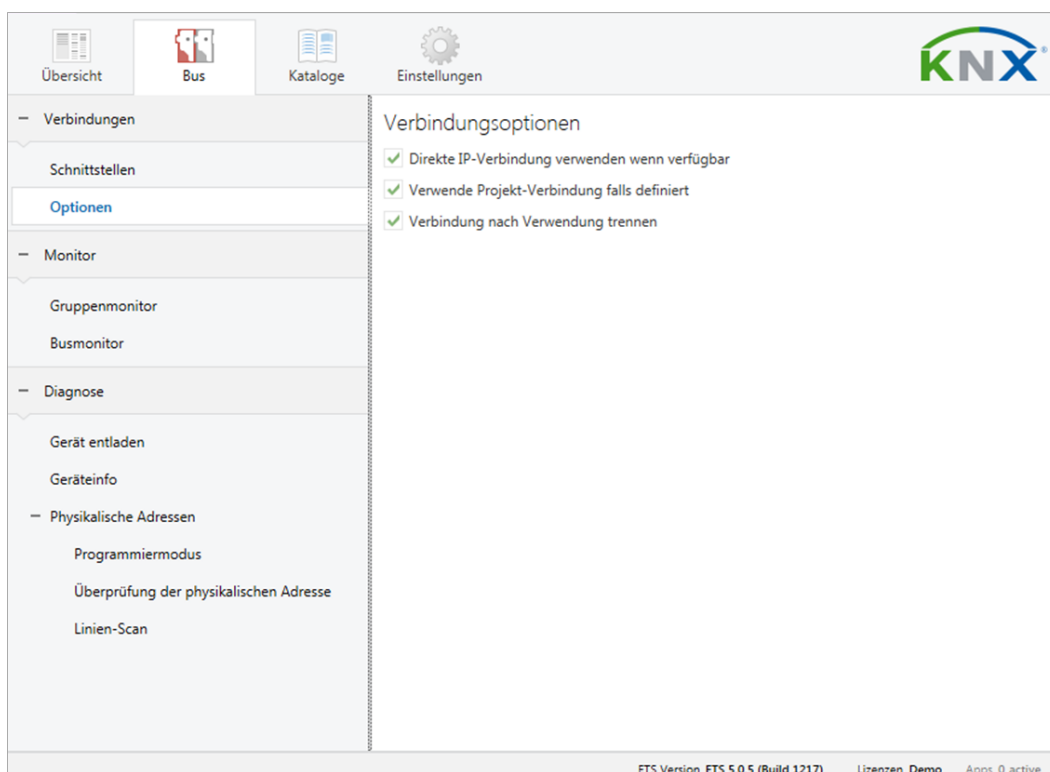 Übersicht Bus Kataloge Einstellungen KNX
Verbindungen
Schnittstellen
Optionen
Monitor
Gruppenmonitor
Busmonitor
Diagnose
Gerät entladen
Geräteinfo
Physikalische Adressen
Programmiermodus
Überprüfung der physikalischen Adresse
Linien-Scan
Verbindungsoptionen
Direkte IP-Verbindung verwenden wenn verfügbar
Verwende Projekt-Verbindung falls definiert
Verbindung nach Verwendung trennen
ETS Version ETS 5.0.5 (Build 1217) Lizenzen Demo Apps 0 active